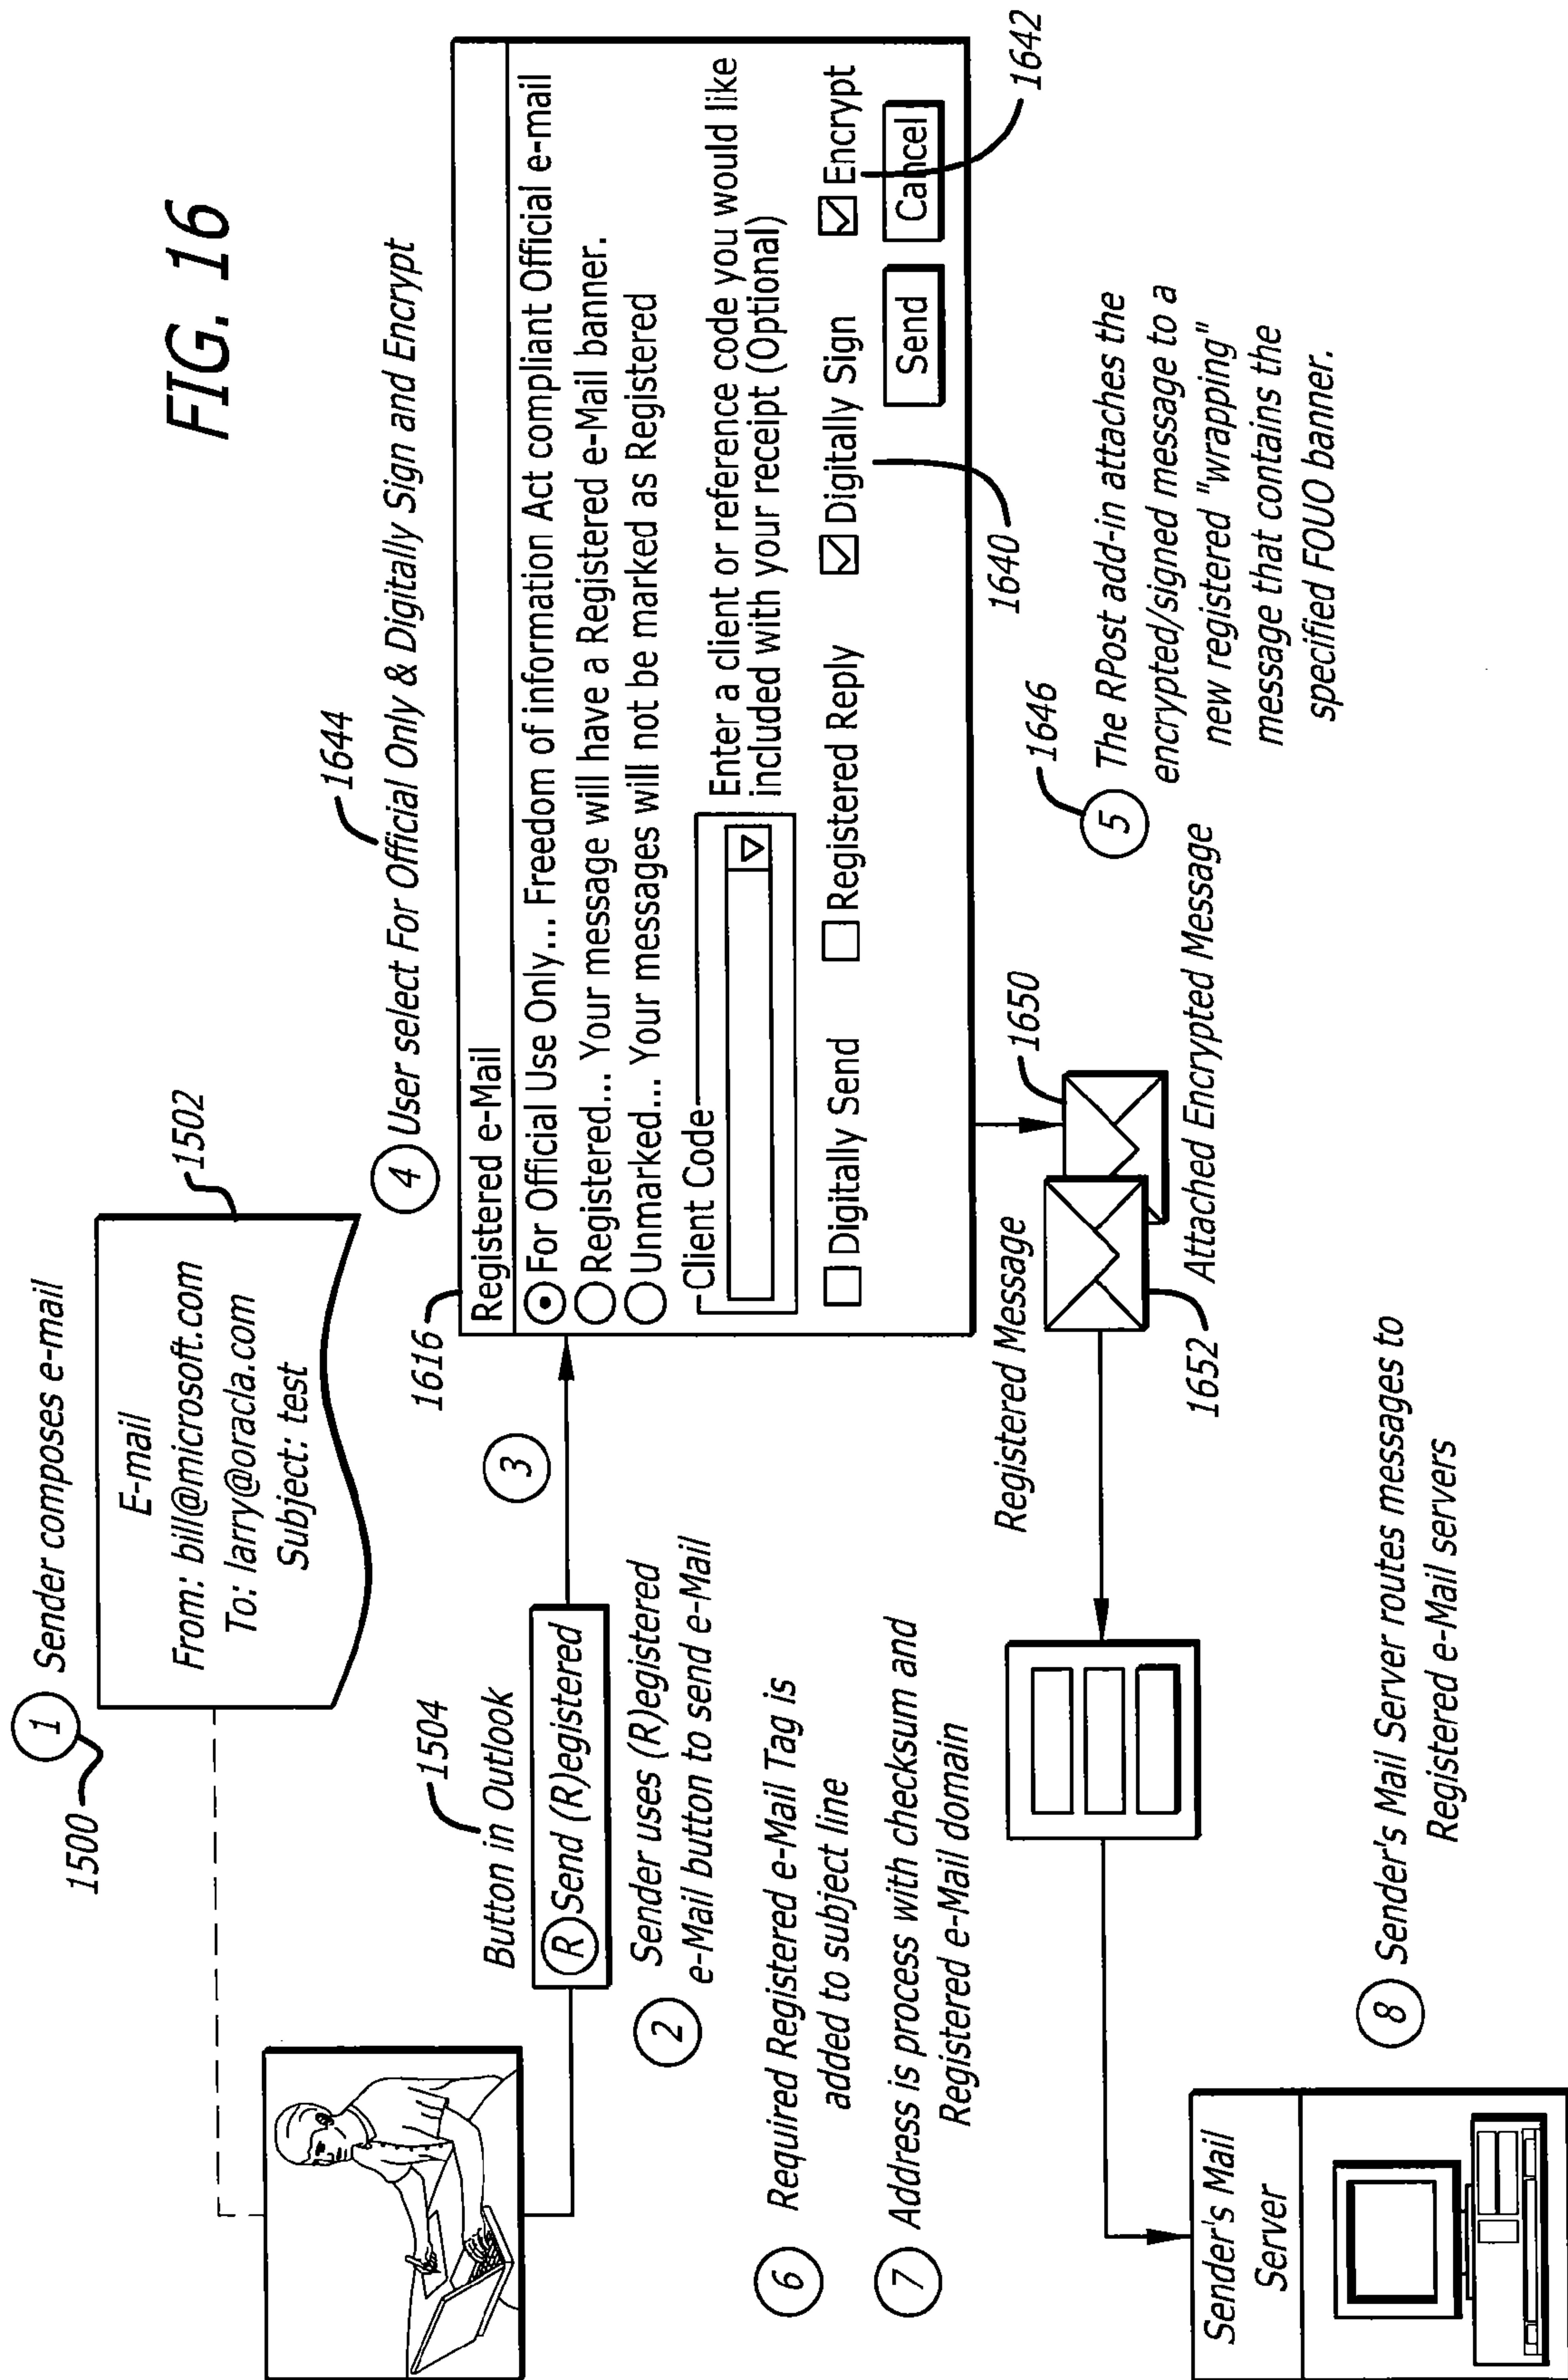 FIG. 16
1500
1 Sender composes e-mail
E-mail
From: bill@microsoft.com
To: larry@oracla.com
Subject: test
1502
Button in Outlook
1504
R Send (R)egistered
2 Sender uses (R)egistered
e-Mail button to send e-Mail
3
4 User select For Official Only & Digitally Sign and Encrypt
1644
1616
Registered e-Mail
For Official Use Only... Freedom of information Act compliant Official e-mail
Registered... Your message will have a Registered e-Mail banner.
Unmarked... Your messages will not be marked as Registered
Client Code
Enter a client or reference code you would like
included with your receipt (Optional)
Digitally Send
Registered Reply
Digitally Sign
Encrypt
Send
Cancel
1640
1642
1646
5 The RPost add-in attaches the
encrypted/signed message to a
new registered "wrapping"
message that contains the
specified FOUO banner.
Registered Message
1650
1652
Attached Encrypted Message
6 Required Registered e-Mail Tag is
added to subject line
7 Address is process with checksum and
Registered e-Mail domain
Sender's Mail
Server
8 Sender's Mail Server routes messages to
Registered e-Mail servers